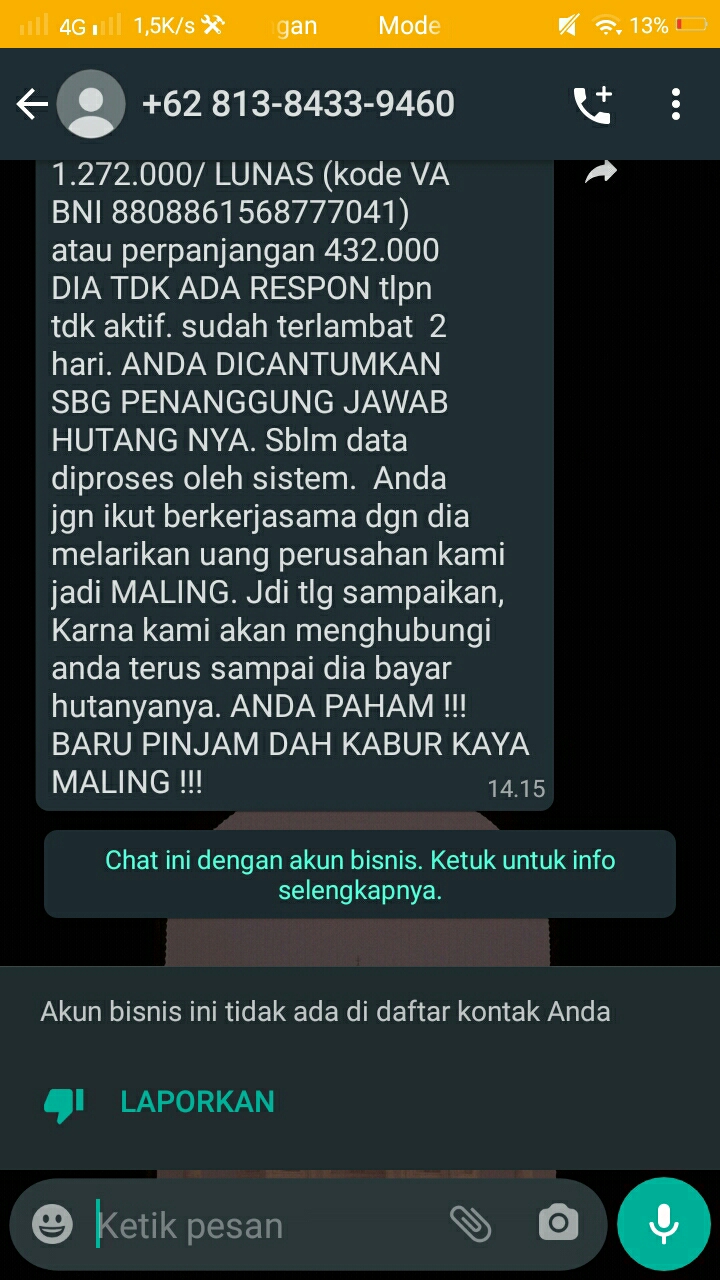 4G 1,5K/s gan Mode 13%
+62 813-8433-9460
1.272.000/ LUNAS (kode VA
BNI 8808861568777041)
atau perpanjangan 432.000
DIA TDK ADA RESPON tlpn
tdk aktif. sudah terlambat 2
hari. ANDA DICANTUMKAN
SBG PENANGGUNG JAWAB
HUTANG NYA. Sblm data
diproses oleh sistem. Anda
jgn ikut berkerjasama dgn dia
melarikan uang perusahan kami
jadi MALING. Jdi tlg sampaikan,
Karna kami akan menghubungi
anda terus sampai dia bayar
hutanyanya. ANDA PAHAM !!!
BARU PINJAM DAH KABUR KAYA
MALING !!!
14.15
Chat ini dengan akun bisnis. Ketuk untuk info
selengkapnya.
Akun bisnis ini tidak ada di daftar kontak Anda
LAPORKAN
Ketik pesan